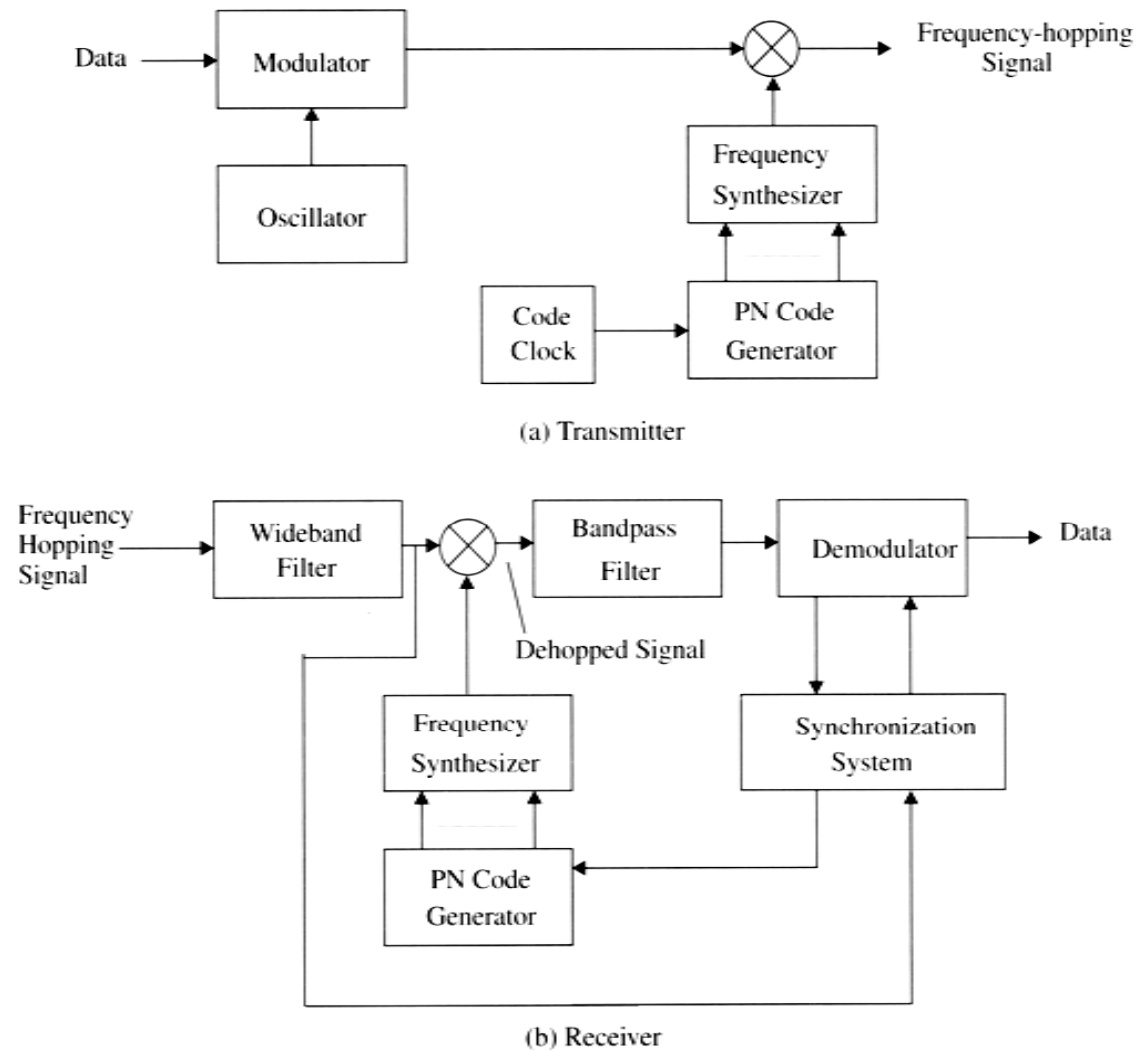 Data
Modulator
Frequency-hopping
Signal
Oscillator
Frequency
Synthesizer
Code
Clock
PN Code
Generator
(a) Transmitter
Frequency
Hopping
Signal
Wideband
Filter
Bandpass
Filter
Demodulator
Data
Dehopped Signal
Frequency
Synthesizer
Synchronization
System
PN Code
Generator
(b) Receiver